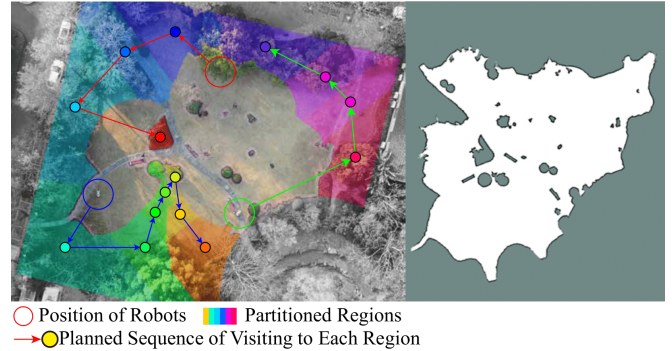 Position of Robots
Partitioned Regions
Planned Sequence of Visiting to Each Region